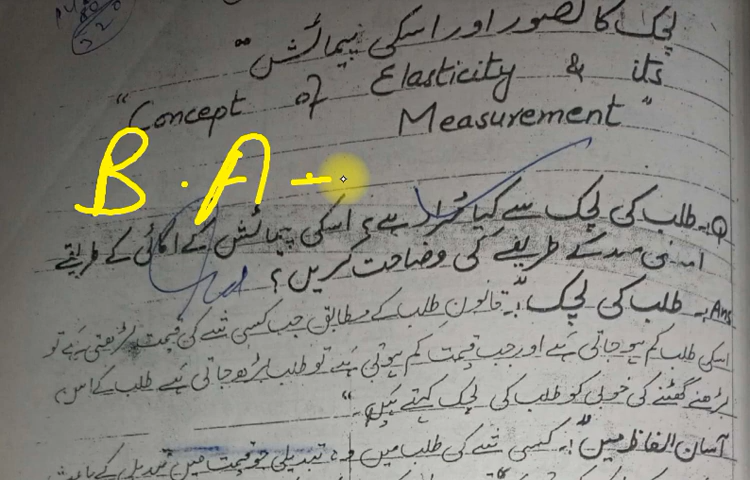 لچک کا تصور اور اسکی پیمائش"
"Concept of Elasticity & its
Measurement"
B.A-
Q:۔ طلب کی لچک سے کیا مُراد ہے؟ اسکی پیمائش کے اکائی کے طریقے
کے طریقے کی وضاحت کریں؟
Ans:۔ طلب کی لچک:۔ قانونِ طلب کے مطابق جب کسی شے کی قیمت بڑھتی ہے تو
اسکی طلب کم ہو جاتی ہے اور جب قیمت کم ہوتی ہے تو طلب بڑھ جاتی ہے طلب کے اس
بڑھنے گھٹنے کی خوبی کو طلب کی لچک کہتے ہیں۔"
آسان الفاظ میں:۔ کسی شے کی طلب میں وہ تبدیلی جو قیمت میں تبدیلی کے باعث